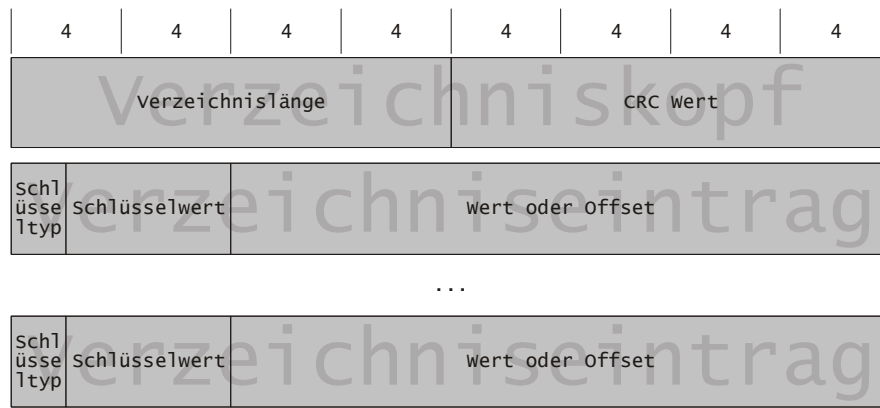 4 4 4 4 4 4 4 4
Verzeichniskopf
Verzeichnislänge CRC Wert
Verzeichniseintrag
Schl
üsse
ltyp
Schlüsselwert Wert oder Offset
...
Verzeichniseintrag
Schl
üsse
ltyp
Schlüsselwert Wert oder Offset